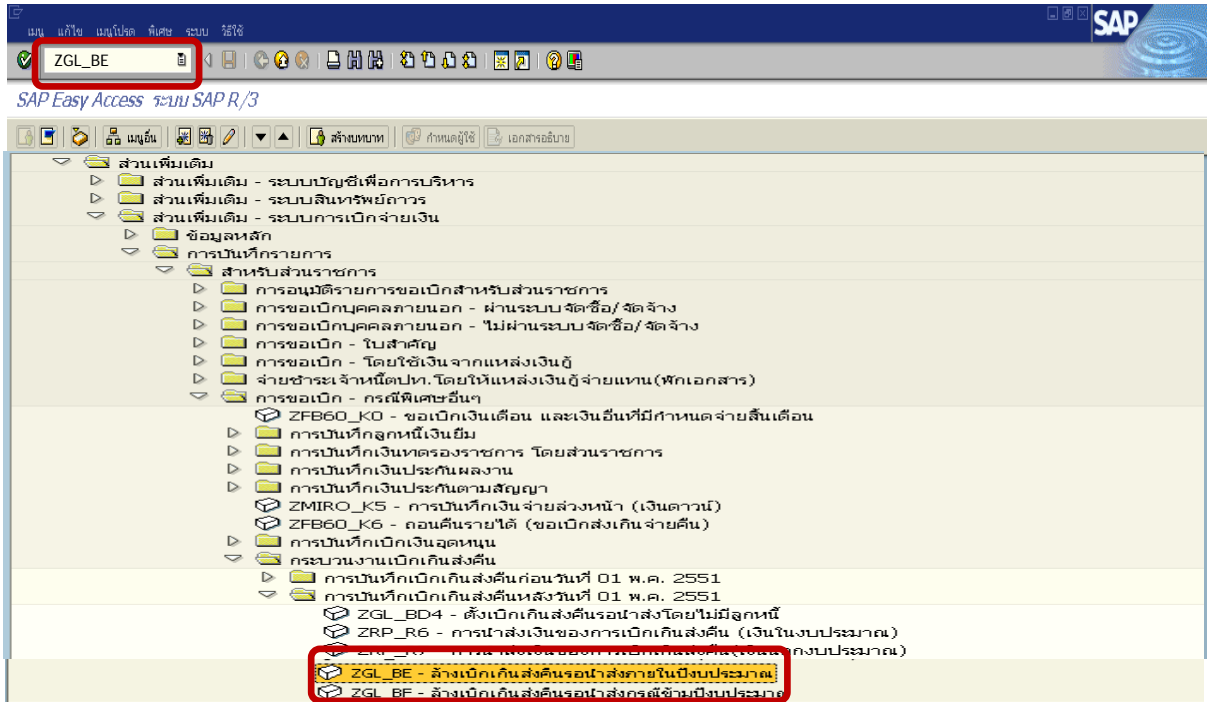 เมนู แก้ไข เมนูโปรด พิเศษ ระบบ วิธีใช้
SAP
ZGL_BE
SAP Easy Access ระบบ SAP R/3
เมนูอื่น สร้างบทบาท กำหนดผู้ใช้ เอกสารอธิบาย
ส่วนเพิ่มเติม
ส่วนเพิ่มเติม - ระบบบัญชีเพื่อการบริหาร
ส่วนเพิ่มเติม - ระบบสินทรัพย์ถาวร
ส่วนเพิ่มเติม - ระบบการเบิกจ่ายเงิน
ข้อมูลหลัก
การบันทึกรายการ
สำหรับส่วนราชการ
การอนุมัติรายการขอเบิกสำหรับส่วนราชการ
การขอเบิกบุคคลภายนอก - ผ่านระบบจัดซื้อ/จัดจ้าง
การขอเบิกบุคคลภายนอก - ไม่ผ่านระบบจัดซื้อ/จัดจ้าง
การขอเบิก - ใบสำคัญ
การขอเบิก - โดยใช้เงินจากแหล่งเงินกู้
จ่ายชำระเจ้าหนี้ตปท.โดยให้แหล่งเงินกู้จ่ายแทน(พักเอกสาร)
การขอเบิก - กรณีพิเศษอื่นๆ
ZFB60_K0 - ขอเบิกเงินเดือน และเงินอื่นที่มีกำหนดจ่ายสิ้นเดือน
การบันทึกลูกหนี้เงินยืม
การบันทึกเงินทดรองราชการ โดยส่วนราชการ
การบันทึกเงินประกันผลงาน
การบันทึกเงินประกันตามสัญญา
ZMIRO_K5 - การบันทึกเงินจ่ายล่วงหน้า (เงินดาวน์)
ZFB60_K6 - ถอนคืนรายได้ (ขอเบิกส่งเกินจ่ายคืน)
การบันทึกเบิกเงินอุดหนุน
กระบวนงานเบิกเกินส่งคืน
การบันทึกเบิกเกินส่งคืนก่อนวันที่ 01 พ.ค. 2551
การบันทึกเบิกเกินส่งคืนหลังวันที่ 01 พ.ค. 2551
ZGL_BD4 - ตั้งเบิกเกินส่งคืนรอนำส่งโดยไม่มีลูกหนี้
ZRP_R6 - การนำส่งเงินของการเบิกเกินส่งคืน (เงินในงบประมาณ)
การนำส่งเงินของการเบิกเกินส่งคืน (เงินนอกงบประมาณ)
ZGL_BE - ล้างเบิกเกินส่งคืนรอนำส่งภายในปีงบประมาณ
ZGL_BF - ล้างเบิกเกินส่งคืนรอนำส่งกรณีข้ามปีงบประมาณ